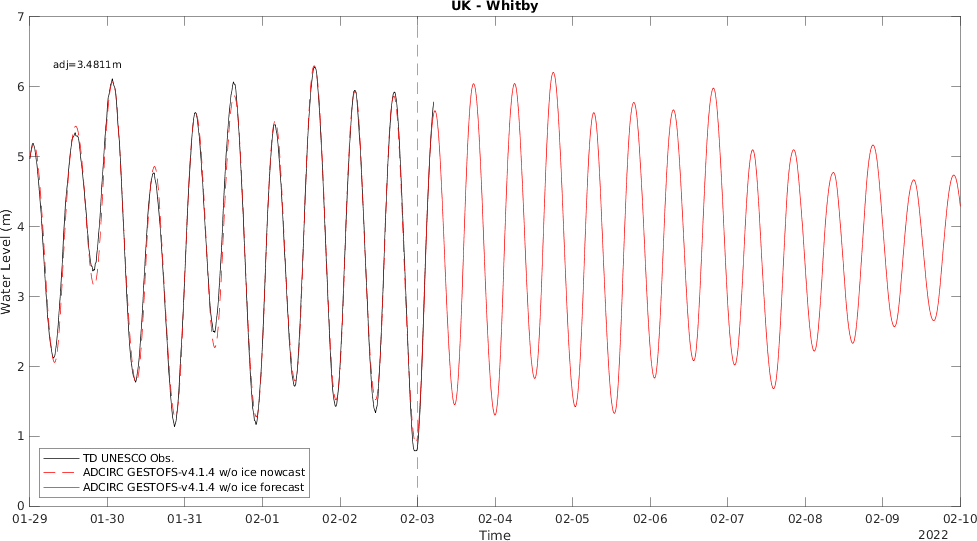 UK - Whitby
7
adj=3.4811m
6
5
4
Water Level (m)
3
2
1
TD UNESCO Obs.
ADCIRC GESTOFS-v4.1.4 w/o ice nowcast
ADCIRC GESTOFS-v4.1.4 w/o ice forecast
0
01-29 01-30 01-31 02-01 02-02 02-03 02-04 02-05 02-06 02-07 02-08 02-09 02-10
Time
2022